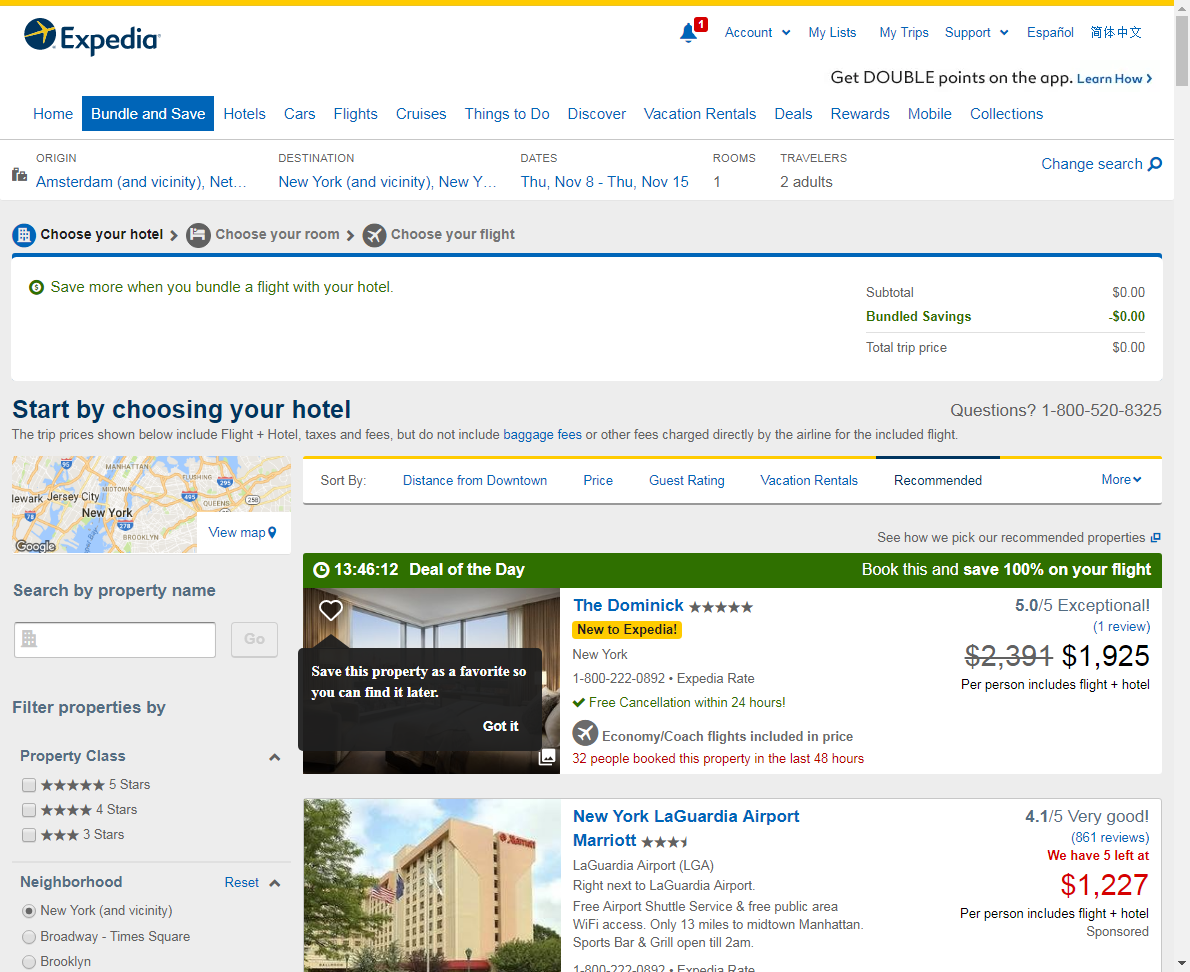 Expedia
1
Account
My Lists
My Trips
Support
Español
简体中文
Get DOUBLE points on the app. Learn How
Home
Bundle and Save
Hotels
Cars
Flights
Cruises
Things to Do
Discover
Vacation Rentals
Deals
Rewards
Mobile
Collections
ORIGIN
Amsterdam (and vicinity), Net...
DESTINATION
New York (and vicinity), New Y...
DATES
Thu, Nov 8 - Thu, Nov 15
ROOMS
1
TRAVELERS
2 adults
Change search
Choose your hotel
Choose your room
Choose your flight
Save more when you bundle a flight with your hotel.
Subtotal $0.00
Bundled Savings -$0.00
Total trip price $0.00
Start by choosing your hotel
Questions? 1-800-520-8325
The trip prices shown below include Flight + Hotel, taxes and fees, but do not include baggage fees or other fees charged directly by the airline for the included flight.
MANHATTAN
95
FLUSHING
295
MIDTOWN
lewark
Jersey City
495
QUEENS
25B
New York
78
278
BROOKLYN
Google
View map
Search by property name
Go
Filter properties by
Property Class
5 Stars
4 Stars
3 Stars
Neighborhood
Reset
New York (and vicinity)
Broadway - Times Square
Brooklyn
Sort By:
Distance from Downtown
Price
Guest Rating
Vacation Rentals
Recommended
More
See how we pick our recommended properties
13:46:12 Deal of the Day
Book this and save 100% on your flight
Save this property as a favorite so
you can find it later.
Got it
The Dominick
New to Expedia!
New York
1-800-222-0892 • Expedia Rate
Free Cancellation within 24 hours!
Economy/Coach flights included in price
32 people booked this property in the last 48 hours
5.0/5 Exceptional!
(1 review)
$2,391 $1,925
Per person includes flight + hotel
Marriott
New York LaGuardia Airport
Marriott
LaGuardia Airport (LGA)
Right next to LaGuardia Airport.
Free Airport Shuttle Service & free public area
WiFi access. Only 13 miles to midtown Manhattan.
Sports Bar & Grill open till 2am.
1-800-222-0892 • Expedia Rate
4.1/5 Very good!
(861 reviews)
We have 5 left at
$1,227
Per person includes flight + hotel
Sponsored